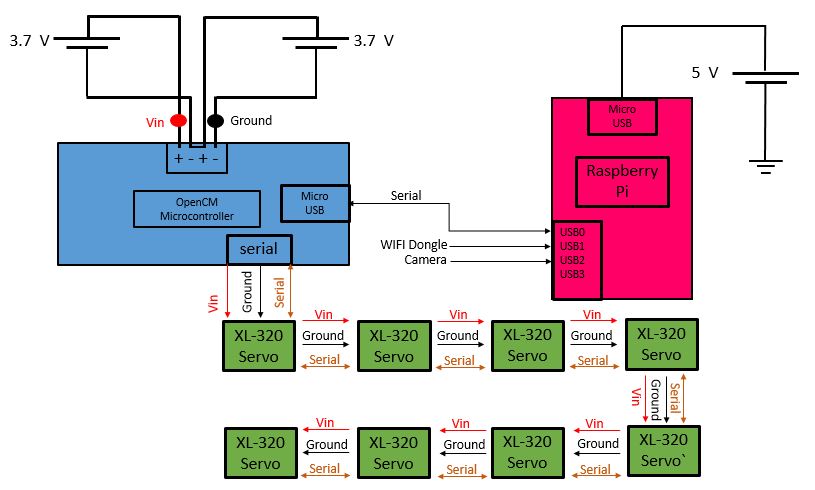 3.7 V
3.7 V
5 V
Vin
Ground
+ - + -
Micro
USB
Raspberry
Pi
OpenCM
Microcontroller
Micro
USB
Serial
serial
WIFI Dongle
Camera
USB0
USB1
USB2
USB3
Vin
Ground
Serial
XL-320
Servo
Vin
Ground
Serial
XL-320
Servo
Vin
Ground
Serial
XL-320
Servo
Vin
Ground
Serial
XL-320
Servo
Vin
Ground
Serial
XL-320
Servo
Vin
Ground
Serial
XL-320
Servo
Vin
Ground
Serial
XL-320
Servo
Vin
Ground
Serial
XL-320
Servo`